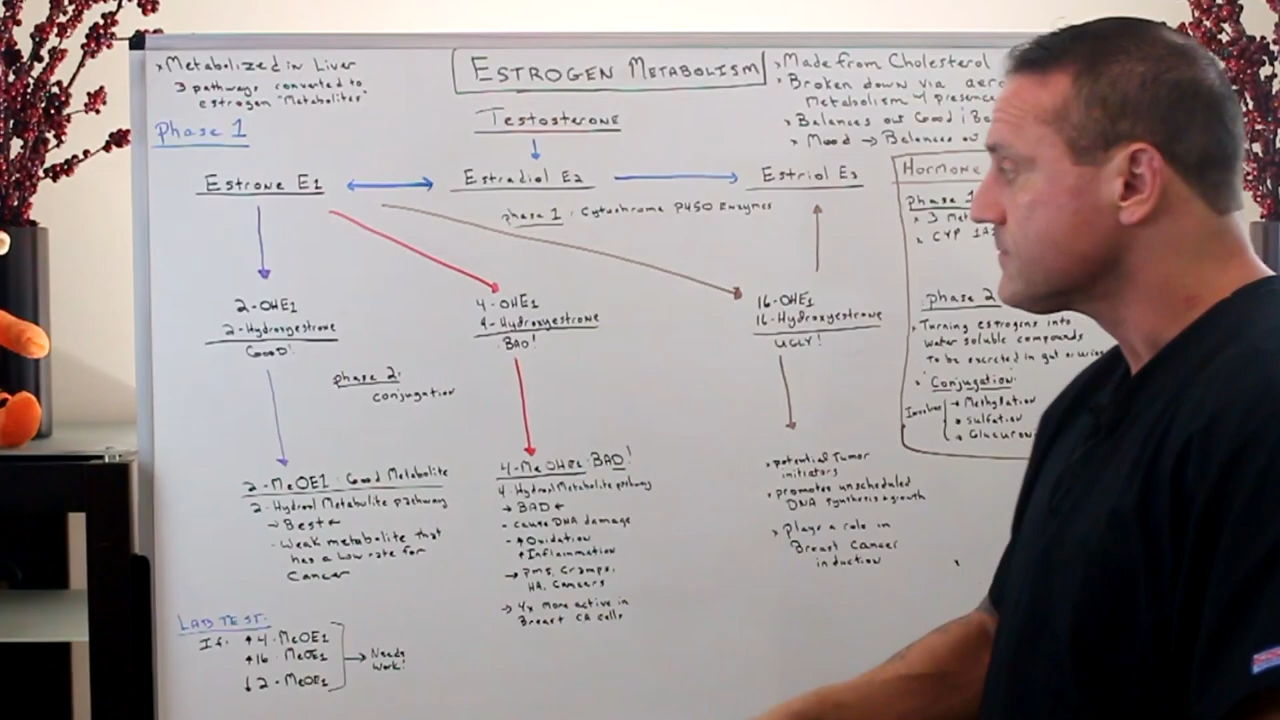 Metabolized in Liver
3 pathways converted to
estrogen "Metabolites"
Phase 1
ESTROGEN METABOLISM
Testosterone
Made from Cholesterol
Broken down via
Metabolism presence
Balances out Good
Mood → Balances out
Estrone E1
Estradiol E2
Estriol E3
phase 1: Cytochrome P450 Enzymes
HORMONE
phase 1
3 Met
CYP 1A
phase 2
Turning estrogens into
water soluble compounds
To be excreted in gut or urine
Conjugation:
Involves
→ Methylation
→ Sulfation
→ Glucuron
2-OHE1
2-Hydroxyestrone
GOOD!
4-OHE1
4-Hydroxyestrone
BAD!
16-OHE1
16-Hydroxyestrone
UGLY!
phase 2:
conjugation
2-MeOE1: Good Metabolite
2-Hydroxl Metabolite pathway
→ Best ←
- Weak metabolite that
has a Low rate for
Cancer
4-MeOHE1 BAD!
4-Hydroxl Metabolite pathway
→ BAD ←
- cause DNA damage
- ↑ Oxidation
↑ Inflammation
→ PMS, Cramps,
HA, Cancers
→ 4x more active in
Breast CA cells
potential Tumor
initiators
promotes unscheduled
DNA synthesis + growth
Plays a role in
Breast Cancer
induction
LAB TEST:
If: ↑ 4-MeOE1
↑ 16-MeOE1
↓ 2-MeOE1
→ Needs
Work!